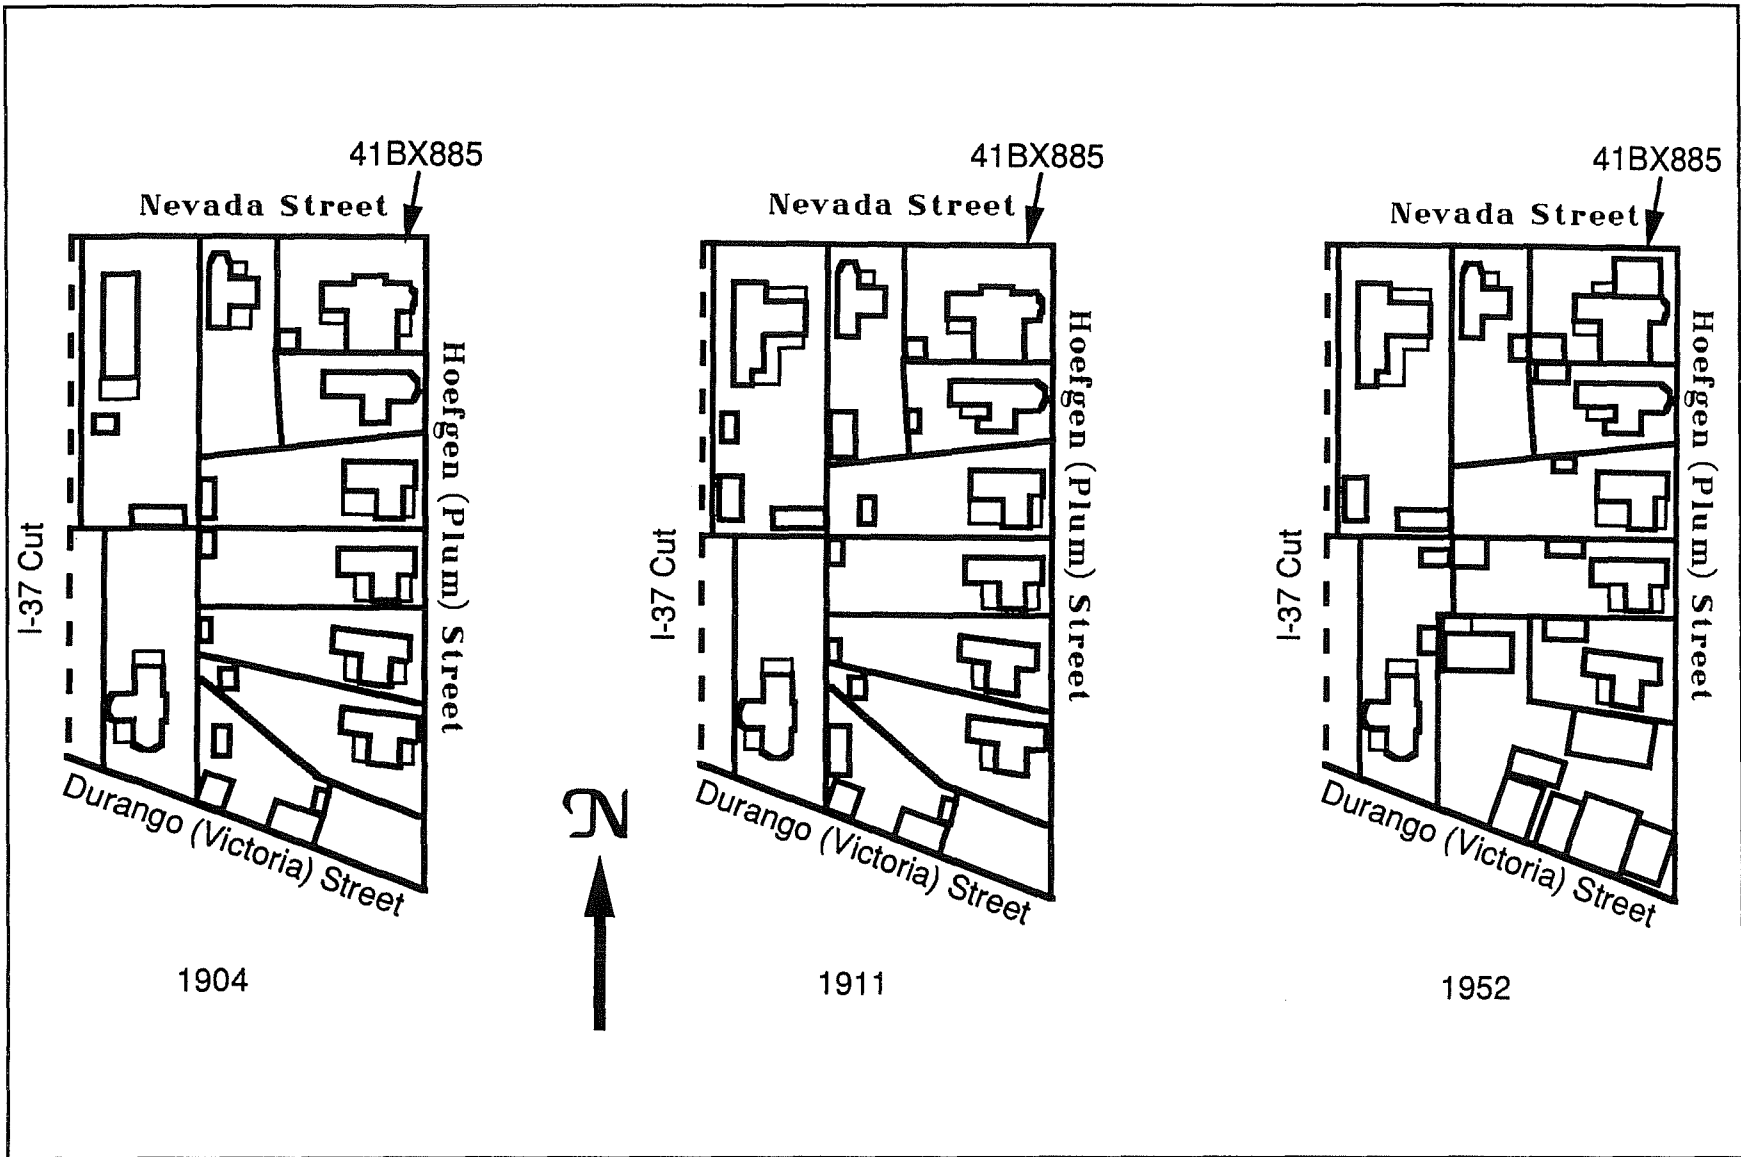 41BX885
Nevada Street
Hoefgen (Plum) Street
I-37 Cut
Durango (Victoria) Street
1904
41BX885
Nevada Street
Hoefgen (Plum) Street
I-37 Cut
Durango (Victoria) Street
N
1911
41BX885
Nevada Street
Hoefgen (Plum) Street
I-37 Cut
Durango (Victoria) Street
1952